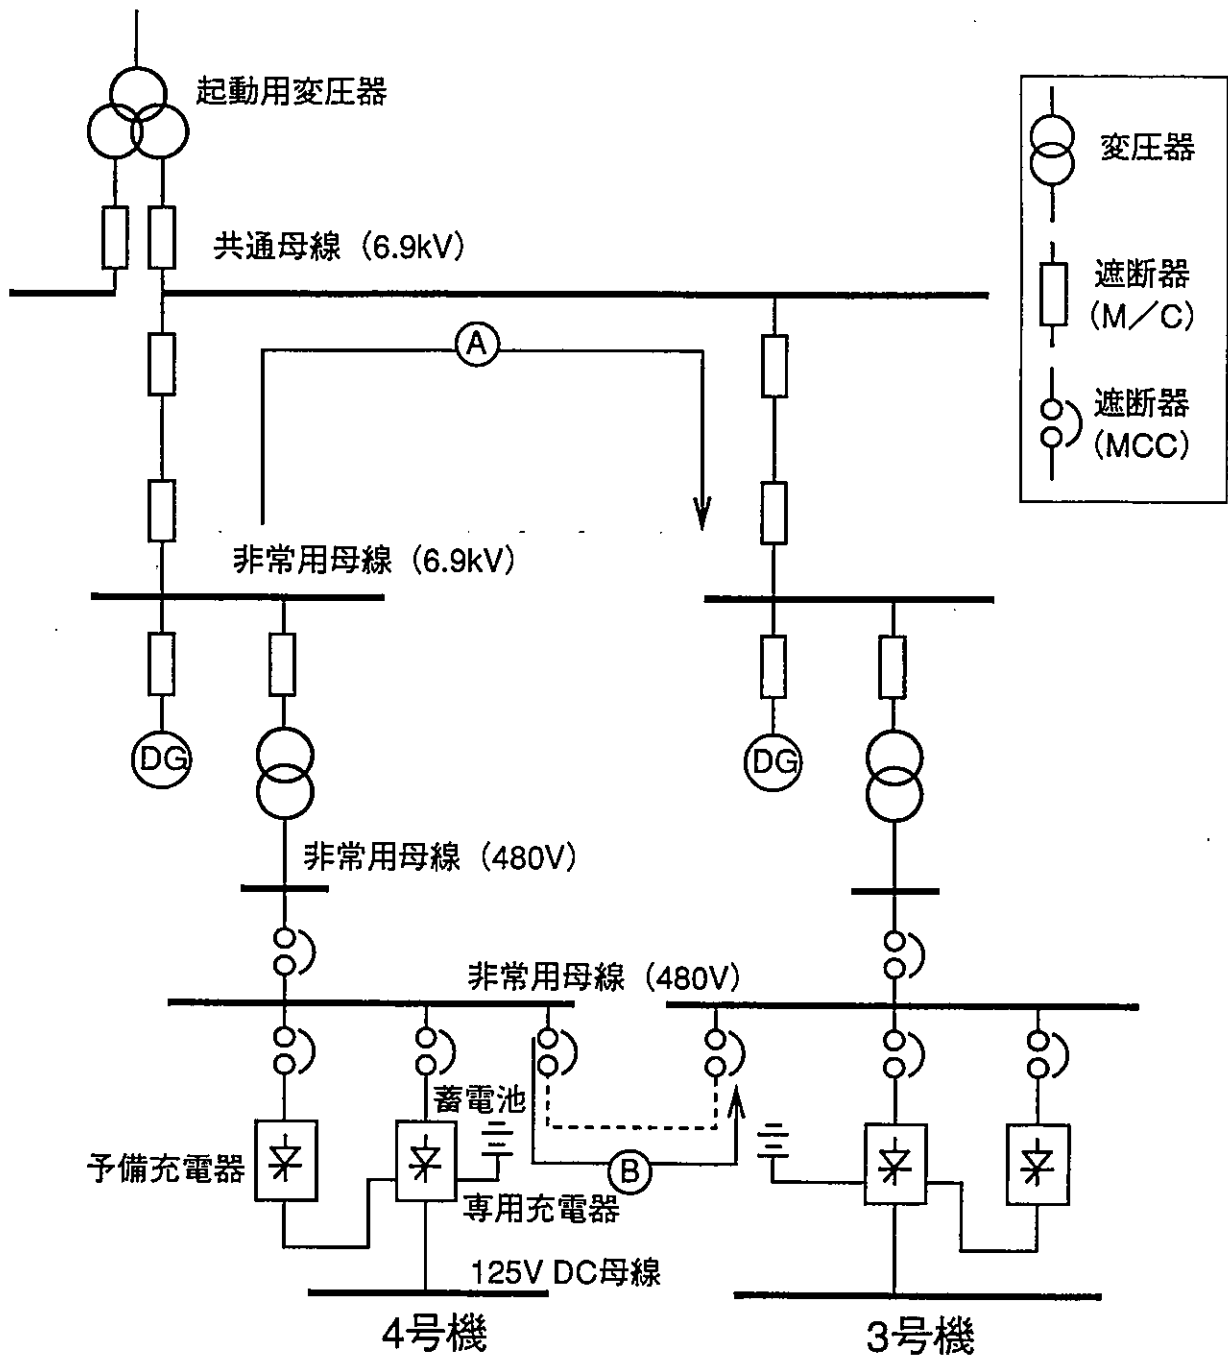 起動用変圧器
変圧器
共通母線（6.9kV）
遮断器
（M／C）
A
遮断器
（MCC）
非常用母線（6.9kV）
DG
DG
非常用母線（480V）
非常用母線（480V）
蓄電池
予備充電器
B
専用充電器
125V DC母線
4号機
3号機